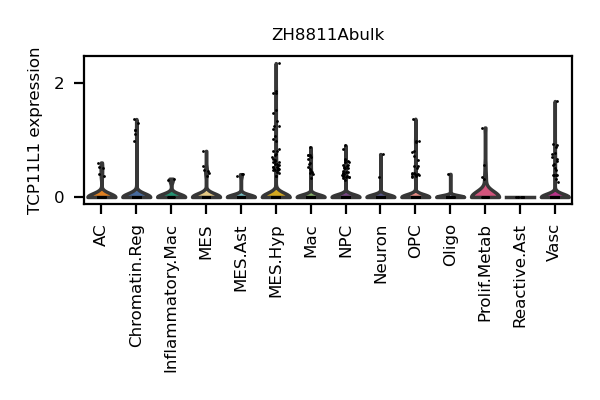 ZH8811Abulk
TCP11L1 expression
2
0
AC
Chromatin.Reg
Inflammatory.Mac
MES
MES.Ast
MES.Hyp
Mac
NPC
Neuron
OPC
Oligo
Prolif.Metab
Reactive.Ast
Vasc